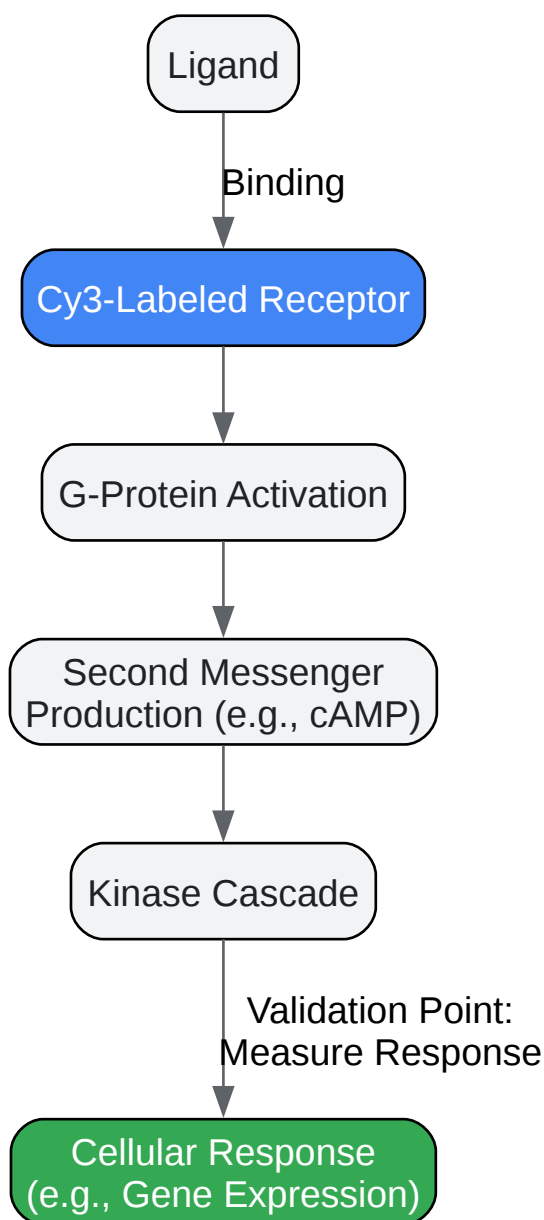 Ligand
Binding
Cy3-Labeled Receptor
G-Protein Activation
Second Messenger
Production (e.g., cAMP)
Kinase Cascade
Validation Point:
Measure Response
Cellular Response
(e.g., Gene Expression)